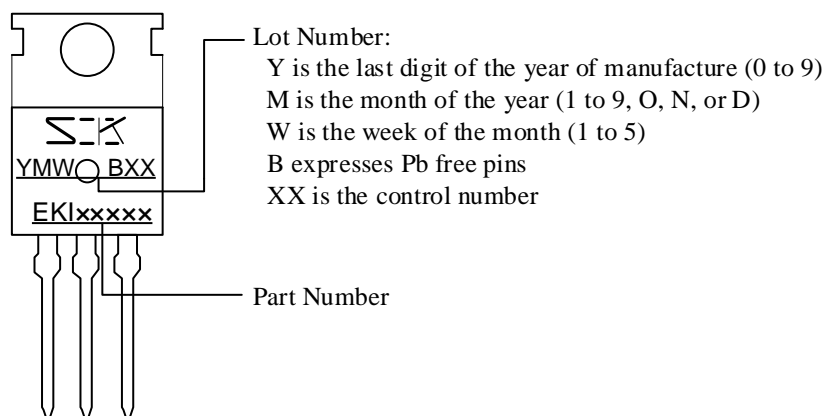 Lot Number:
Y is the last digit of the year of manufacture (0 to 9)
M is the month of the year (1 to 9, O, N, or D)
W is the week of the month (1 to 5)
B expresses Pb free pins
XX is the control number
SK
YMW BXX
EKIxxxxx
Part Number